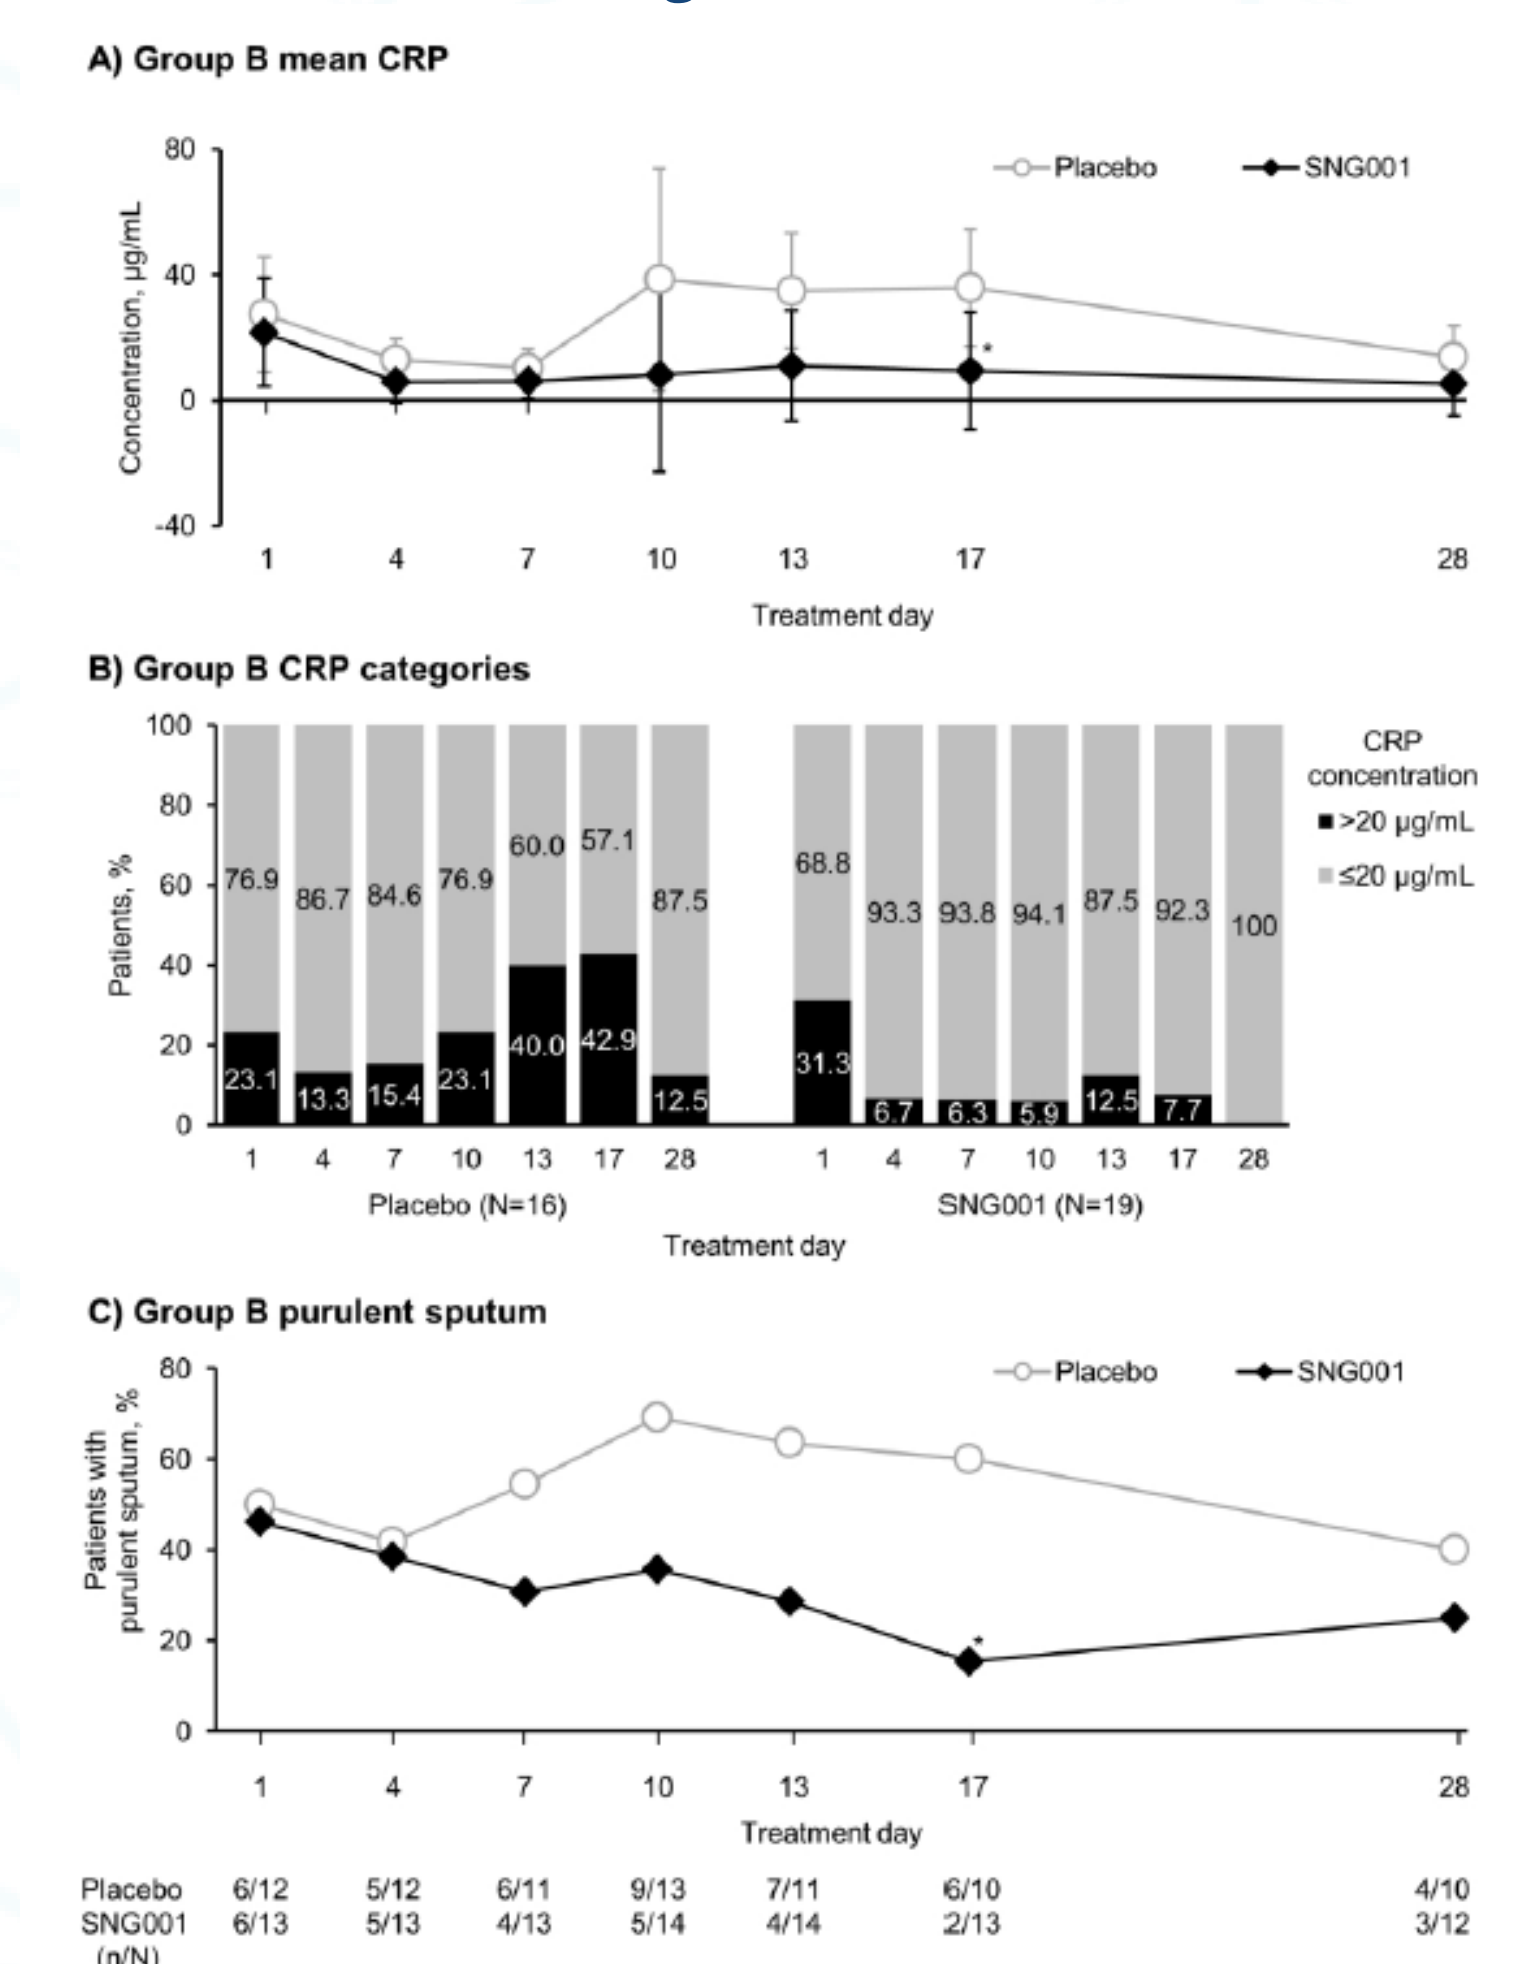 A) Group B mean CRP
Placebo SNG001
Concentration, µg/mL
80
40
0
-40
*
1 4 7 10 13 17 28
Treatment day
B) Group B CRP categories
Patients, %
100
80
60
40
20
0
76.9 86.7 84.6 76.9 60.0 57.1 87.5 68.8 93.3 93.8 94.1 87.5 92.3 100
23.1 13.3 15.4 23.1 40.0 42.9 12.5 31.3 6.7 6.3 5.9 12.5 7.7
CRP
concentration
>20 µg/mL
≤20 µg/mL
1 4 7 10 13 17 28 1 4 7 10 13 17 28
Placebo (N=16) SNG001 (N=19)
Treatment day
C) Group B purulent sputum
Placebo SNG001
Patients with
purulent sputum, %
80
60
40
20
0
*
1 4 7 10 13 17 28
Treatment day
Placebo 6/12 5/12 6/11 9/13 7/11 6/10 4/10
SNG001 6/13 5/13 4/13 5/14 4/14 2/13 3/12
(n/N)